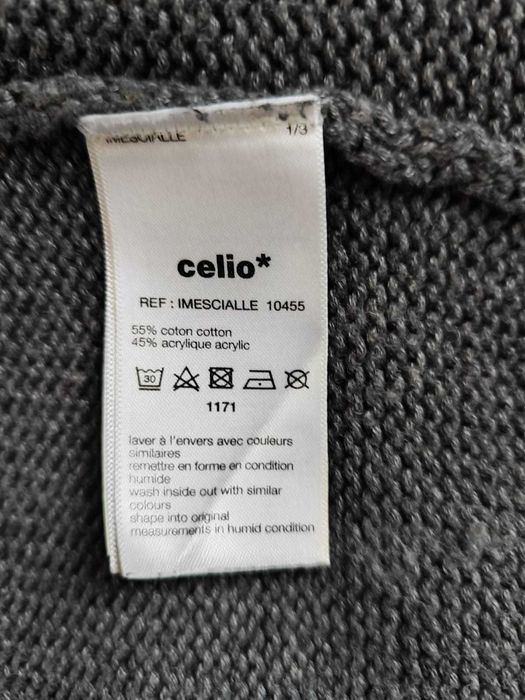 IMESCIALLE
1/3
celio*
REF : IMESCIALLE 10455
55% coton cotton
45% acrylique acrylic
30
1171
laver à l'envers avec couleurs
similaires
remettre en forme en condition
humide
wash inside out with similar
colours
shape into original
measurements in humid condition